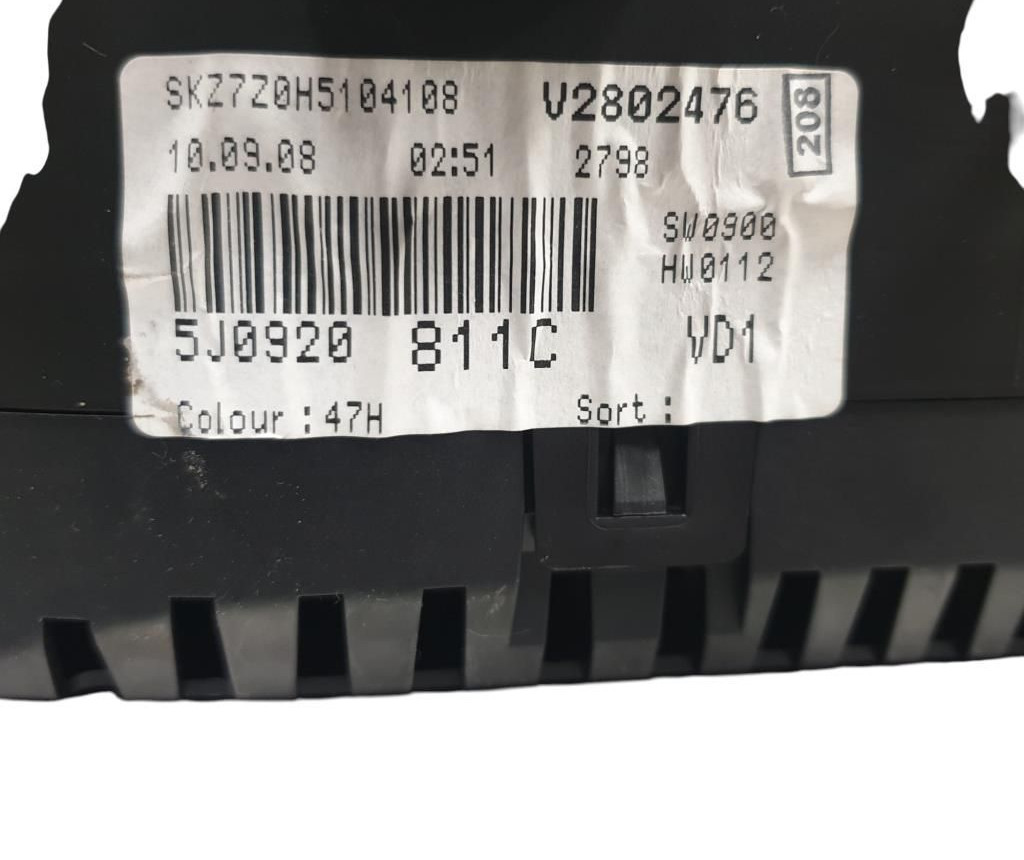 SKZ7Z0H5104108 V2802476 208
10.09.08 02:51 2798
SW0900
HW0112
5J0920 811C VD1
Colour : 47H Sort :